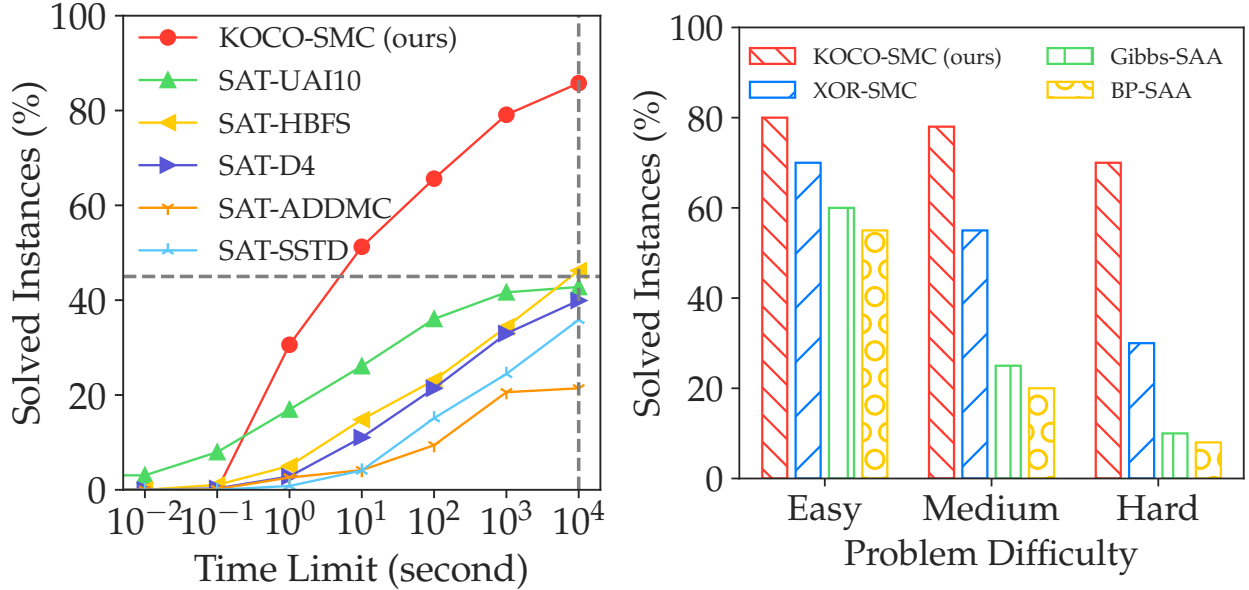 100
80
60
40
20
0
Solved Instances (%)
KOCO-SMC (ours)
SAT-UAI10
SAT-HBFS
SAT-D4
SAT-ADDMC
SAT-SSTD
10⁻² 10⁻¹ 10⁰ 10¹ 10² 10³ 10⁴
Time Limit (second)
100
80
60
40
20
0
Solved Instances (%)
KOCO-SMC (ours) Gibbs-SAA
XOR-SMC BP-SAA
Easy Medium Hard
Problem Difficulty